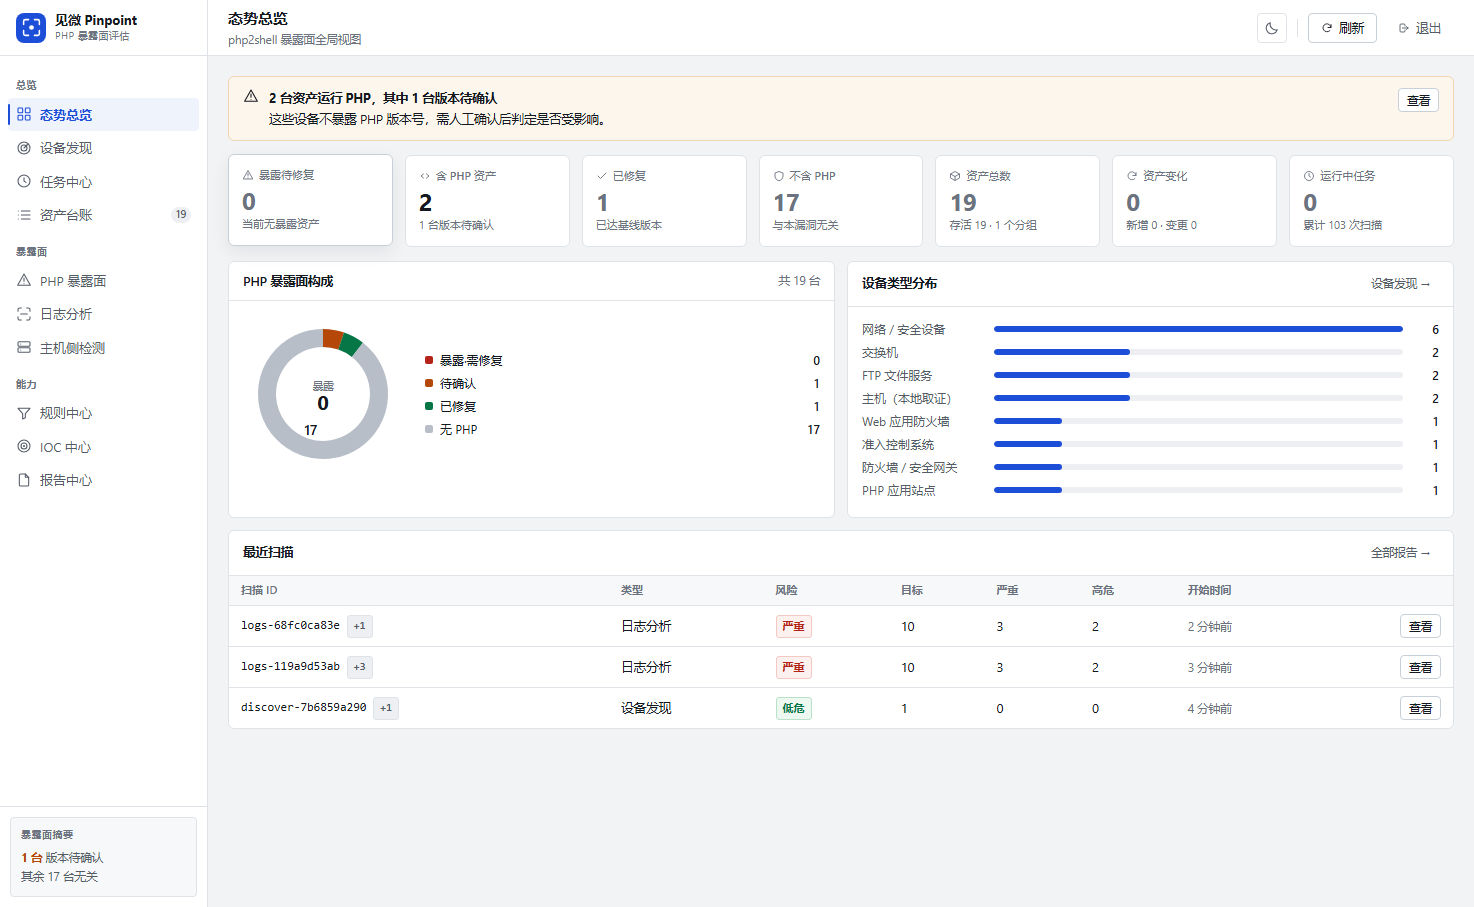 见微 Pinpoint
PHP 暴露面评估
总览
态势总览
设备发现
任务中心
资产台账 19
暴露面
PHP 暴露面
日志分析
主机侧检测
能力
规则中心
IOC 中心
报告中心
暴露面摘要
1 台 版本待确认
其余 17 台无关
态势总览
php2shell 暴露面全局视图
刷新
退出
2 台资产运行 PHP，其中 1 台版本待确认
这些设备不暴露 PHP 版本号，需人工确认后判定是否受影响。
查看
暴露待修复
0
当前无暴露资产
含 PHP 资产
2
1 台版本待确认
已修复
1
已达基线版本
不含 PHP
17
与本漏洞无关
资产总数
19
存活 19 · 1 个分组
资产变化
0
新增 0 · 变更 0
运行中任务
0
累计 103 次扫描
PHP 暴露面构成 共 19 台
暴露
0
17
暴露·需修复 0
待确认 1
已修复 1
无 PHP 17
设备类型分布 设备发现 →
网络 / 安全设备 6
交换机 2
FTP 文件服务 2
主机（本地取证） 2
Web 应用防火墙 1
准入控制系统 1
防火墙 / 安全网关 1
PHP 应用站点 1
最近扫描 全部报告 →
扫描 ID 类型 风险 目标 严重 高危 开始时间
logs-68fc0ca83e +1 日志分析 严重 10 3 2 2 分钟前 查看
logs-119a9d53ab +3 日志分析 严重 10 3 2 3 分钟前 查看
discover-7b6859a290 +1 设备发现 低危 1 0 0 4 分钟前 查看